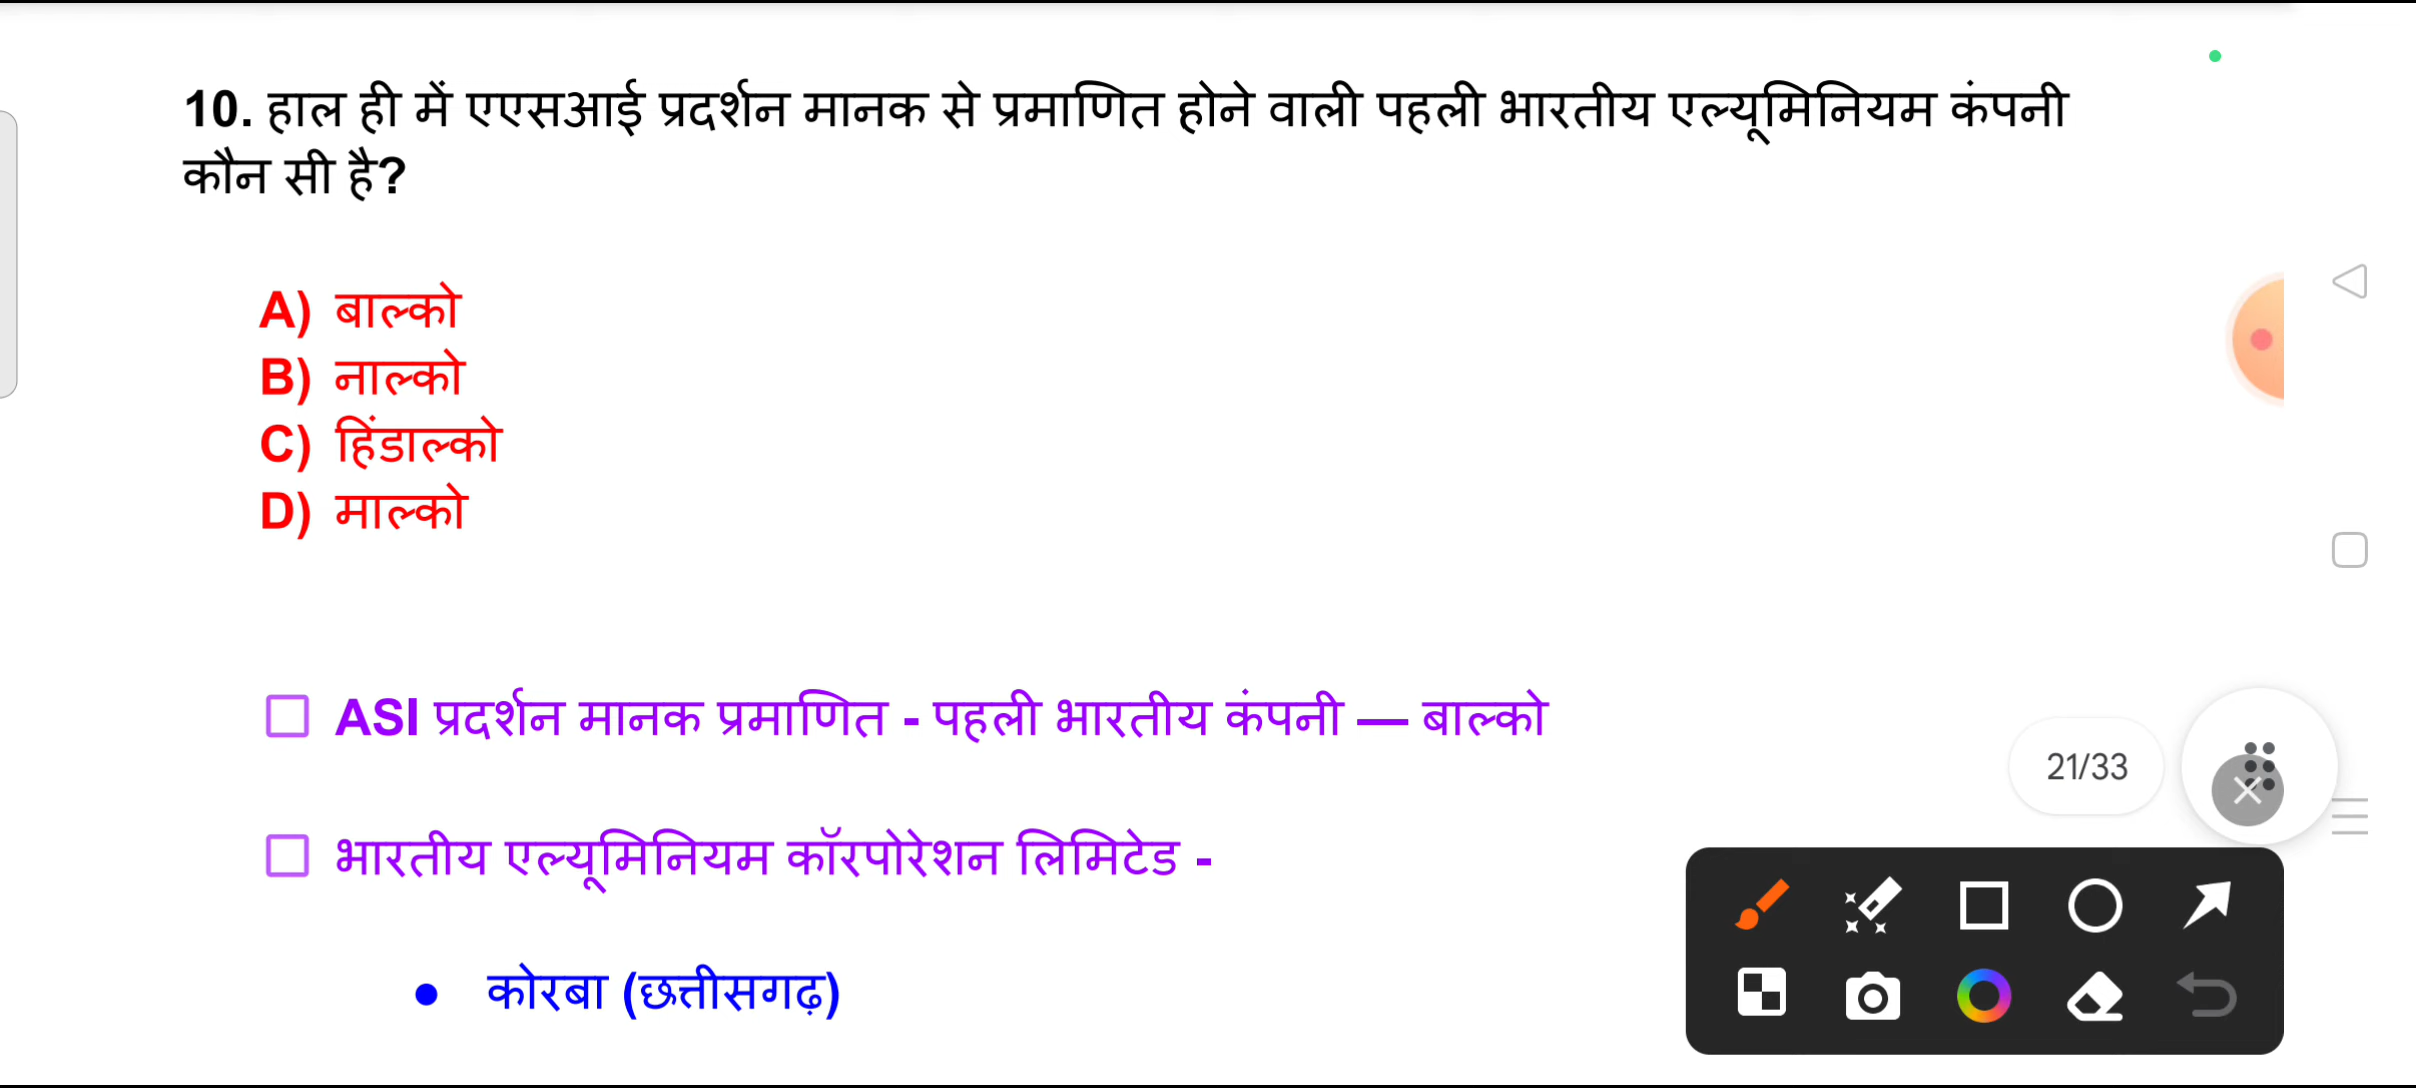 10. हाल ही में एएसआई प्रदर्शन मानक से प्रमाणित होने वाली पहली भारतीय एल्यूमिनियम कंपनी
कौन सी है?
A) बाल्को
B) नाल्को
C) हिंडाल्को
D) माल्को
ASI प्रदर्शन मानक प्रमाणित - पहली भारतीय कंपनी — बाल्को
21/33
भारतीय एल्यूमिनियम कॉरपोरेशन लिमिटेड -
कोरबा (छत्तीसगढ़)